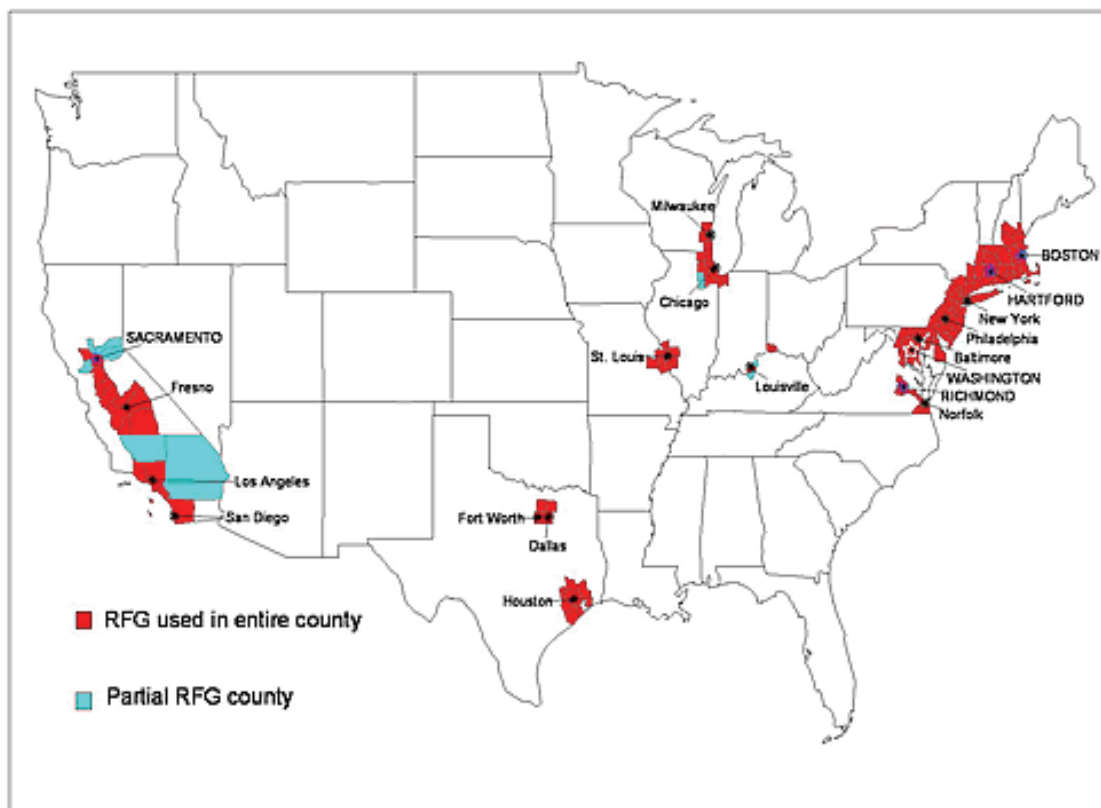 Milwaukee
BOSTON
Chicago
HARTFORD
New York
SACRAMENTO
Philadelphia
St. Louis
Baltimore
Fresno
Louisville
WASHINGTON
RICHMOND
Norfolk
Los Angeles
San Diego
Fort Worth
Dallas
Houston
RFG used in entire county
Partial RFG county